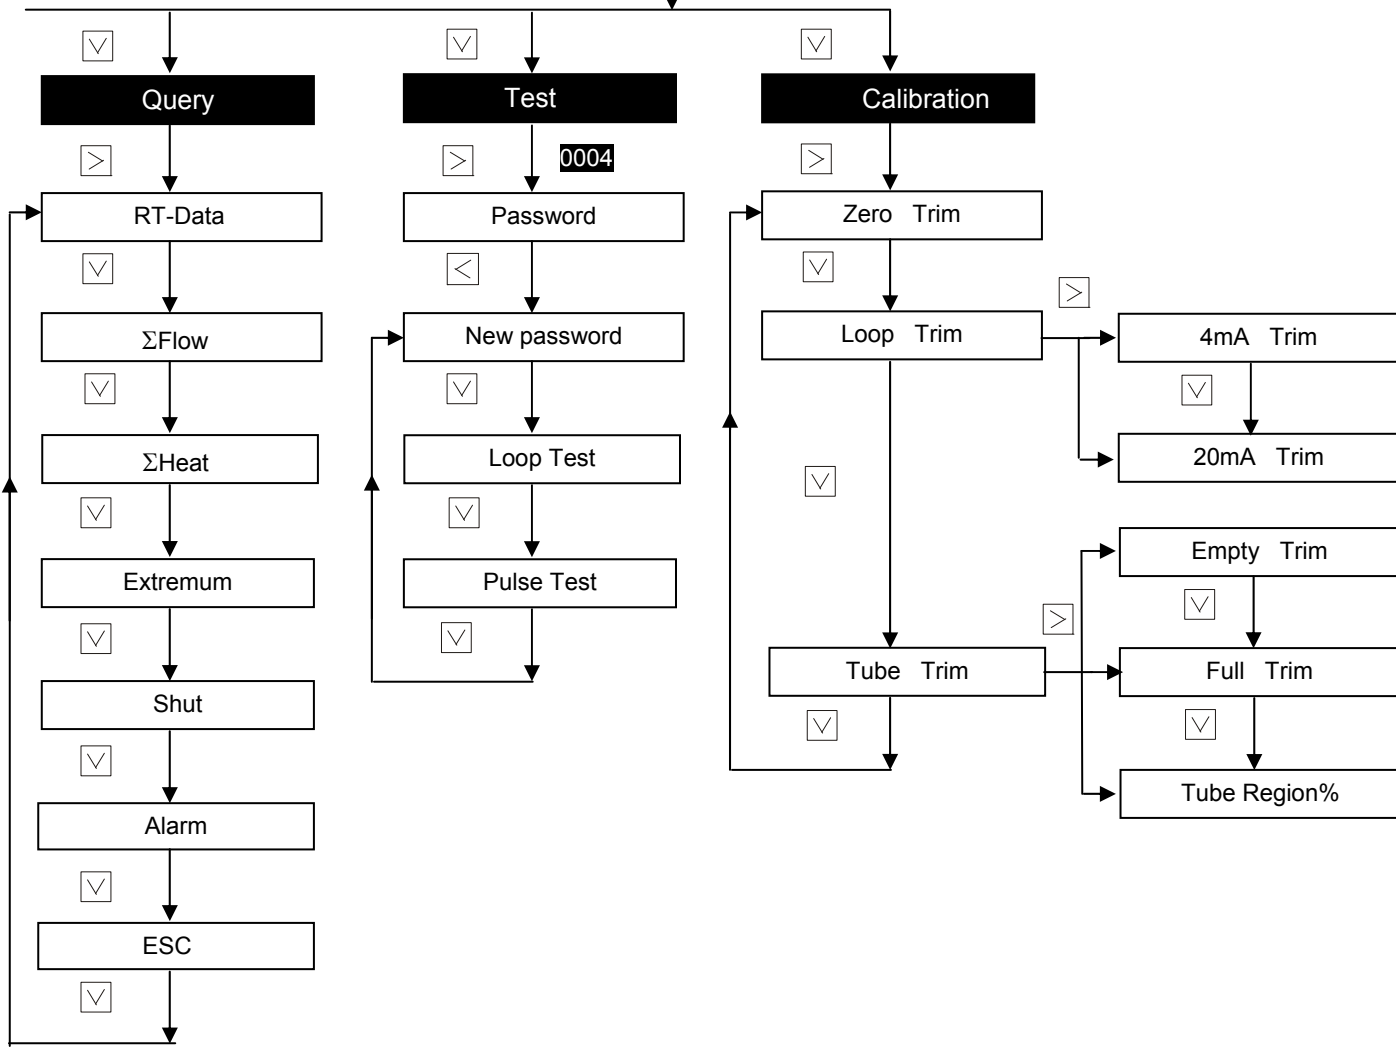 Query
Test
Calibration
0004
RT-Data
Password
Zero Trim
ΣFlow
New password
Loop Trim
4mA Trim
ΣHeat
Loop Test
20mA Trim
Extremum
Pulse Test
Empty Trim
Shut
Tube Trim
Full Trim
Alarm
Tube Region%
ESC